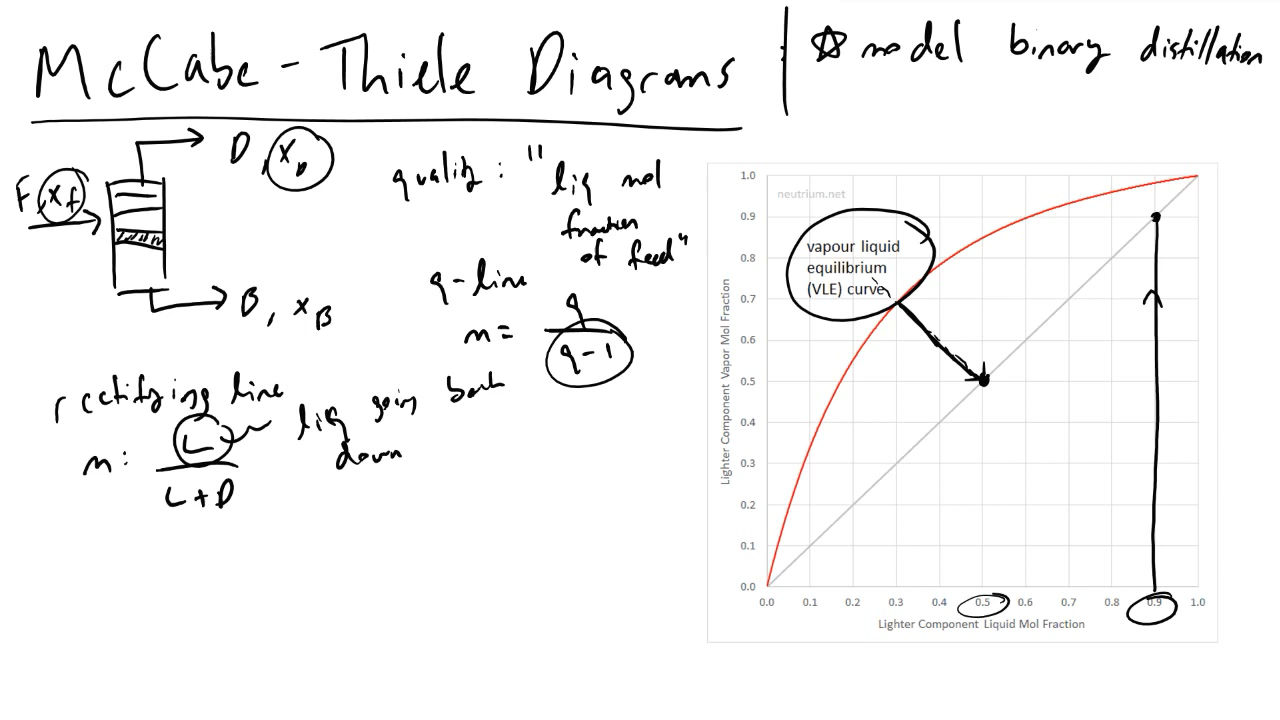 McCabe-Thiele Diagrams
☆ model binary distillation
D, x_D
F, x_f
B, x_B
quality: "liq mol
fraction
of feed"
q-line
m= q
q-1
rectifying line
m: L
L+D
liq going back
down
neutrium.net
vapour liquid
equilibrium
(VLE) curve
Lighter Component Vapor Mol Fraction
1.0
0.9
0.8
0.7
0.6
0.5
0.4
0.3
0.2
0.1
0.0
0.0 0.1 0.2 0.3 0.4 0.5 0.6 0.7 0.8 0.9 1.0
Lighter Component Liquid Mol Fraction